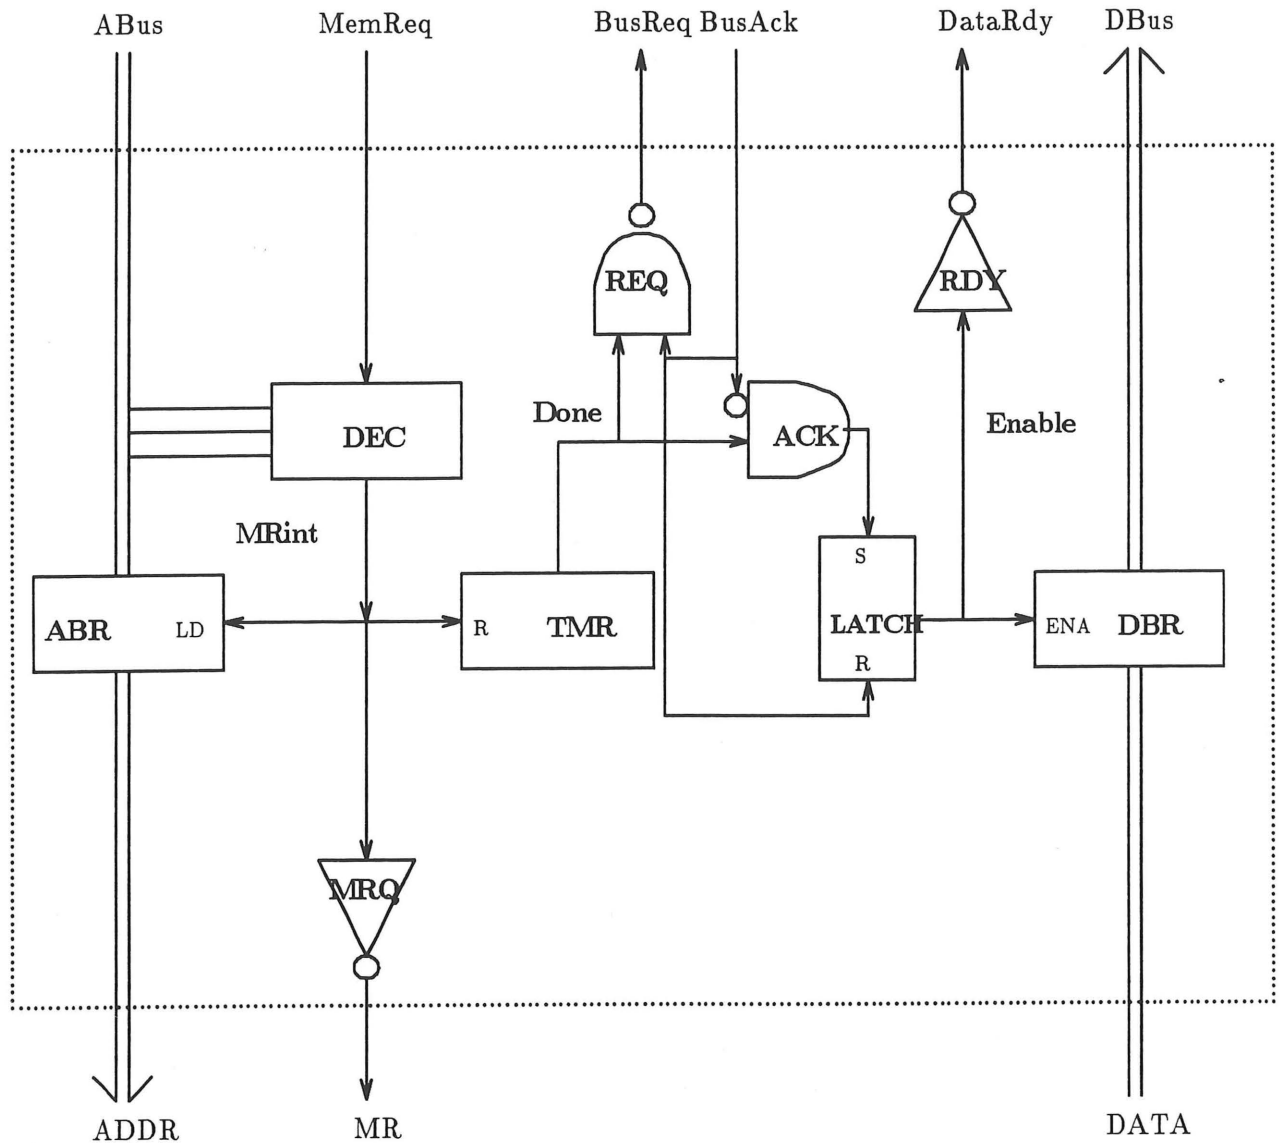 ABus MemReq BusReq BusAck DataRdy DBus
REQ
RDY
Done
Enable
DEC
ACK
MRint
S
ABR LD
R TMR
LATCH
ENA DBR
R
MRQ
ADDR MR DATA